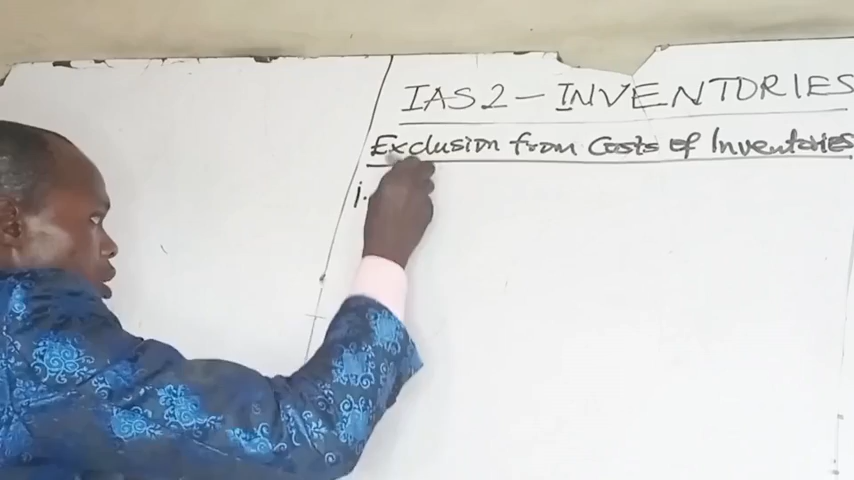 IAS 2 - INVENTORIES
Exclusion from Costs of Inventories
i.